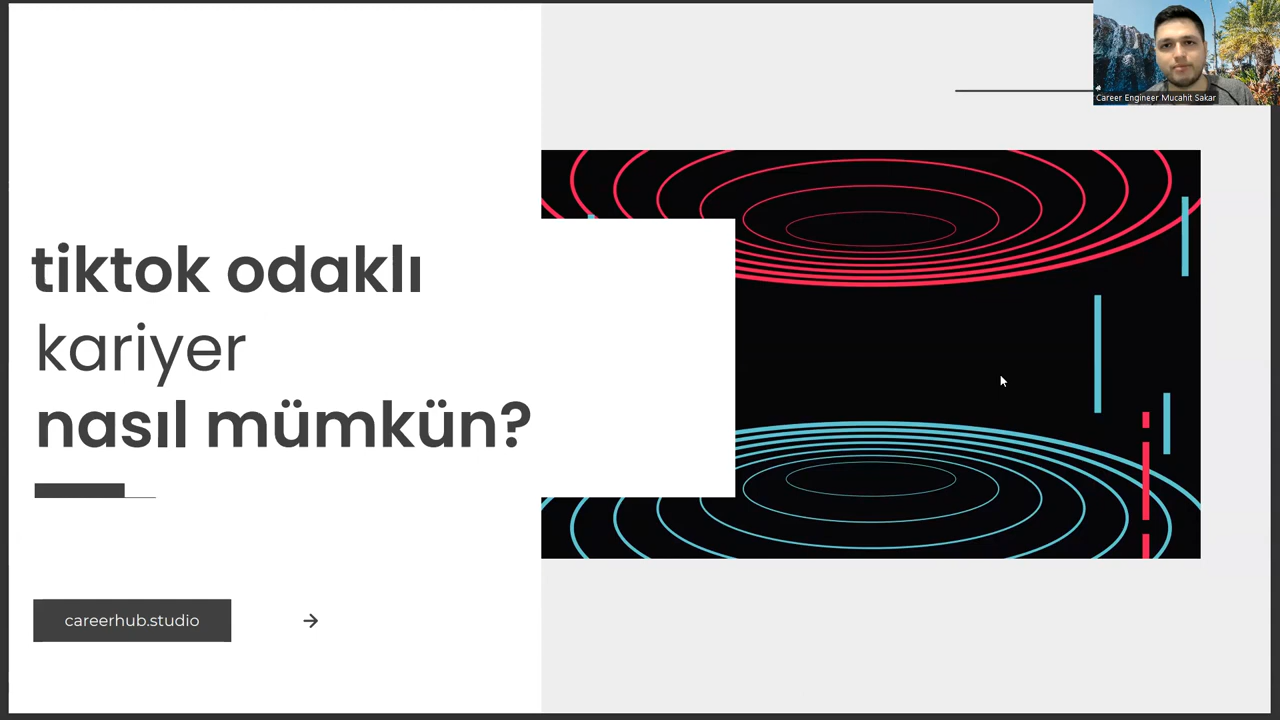 Career Engineer Mucahit Sakar
tiktok odaklı
kariyer
nasıl mümkün?
careerhub.studio